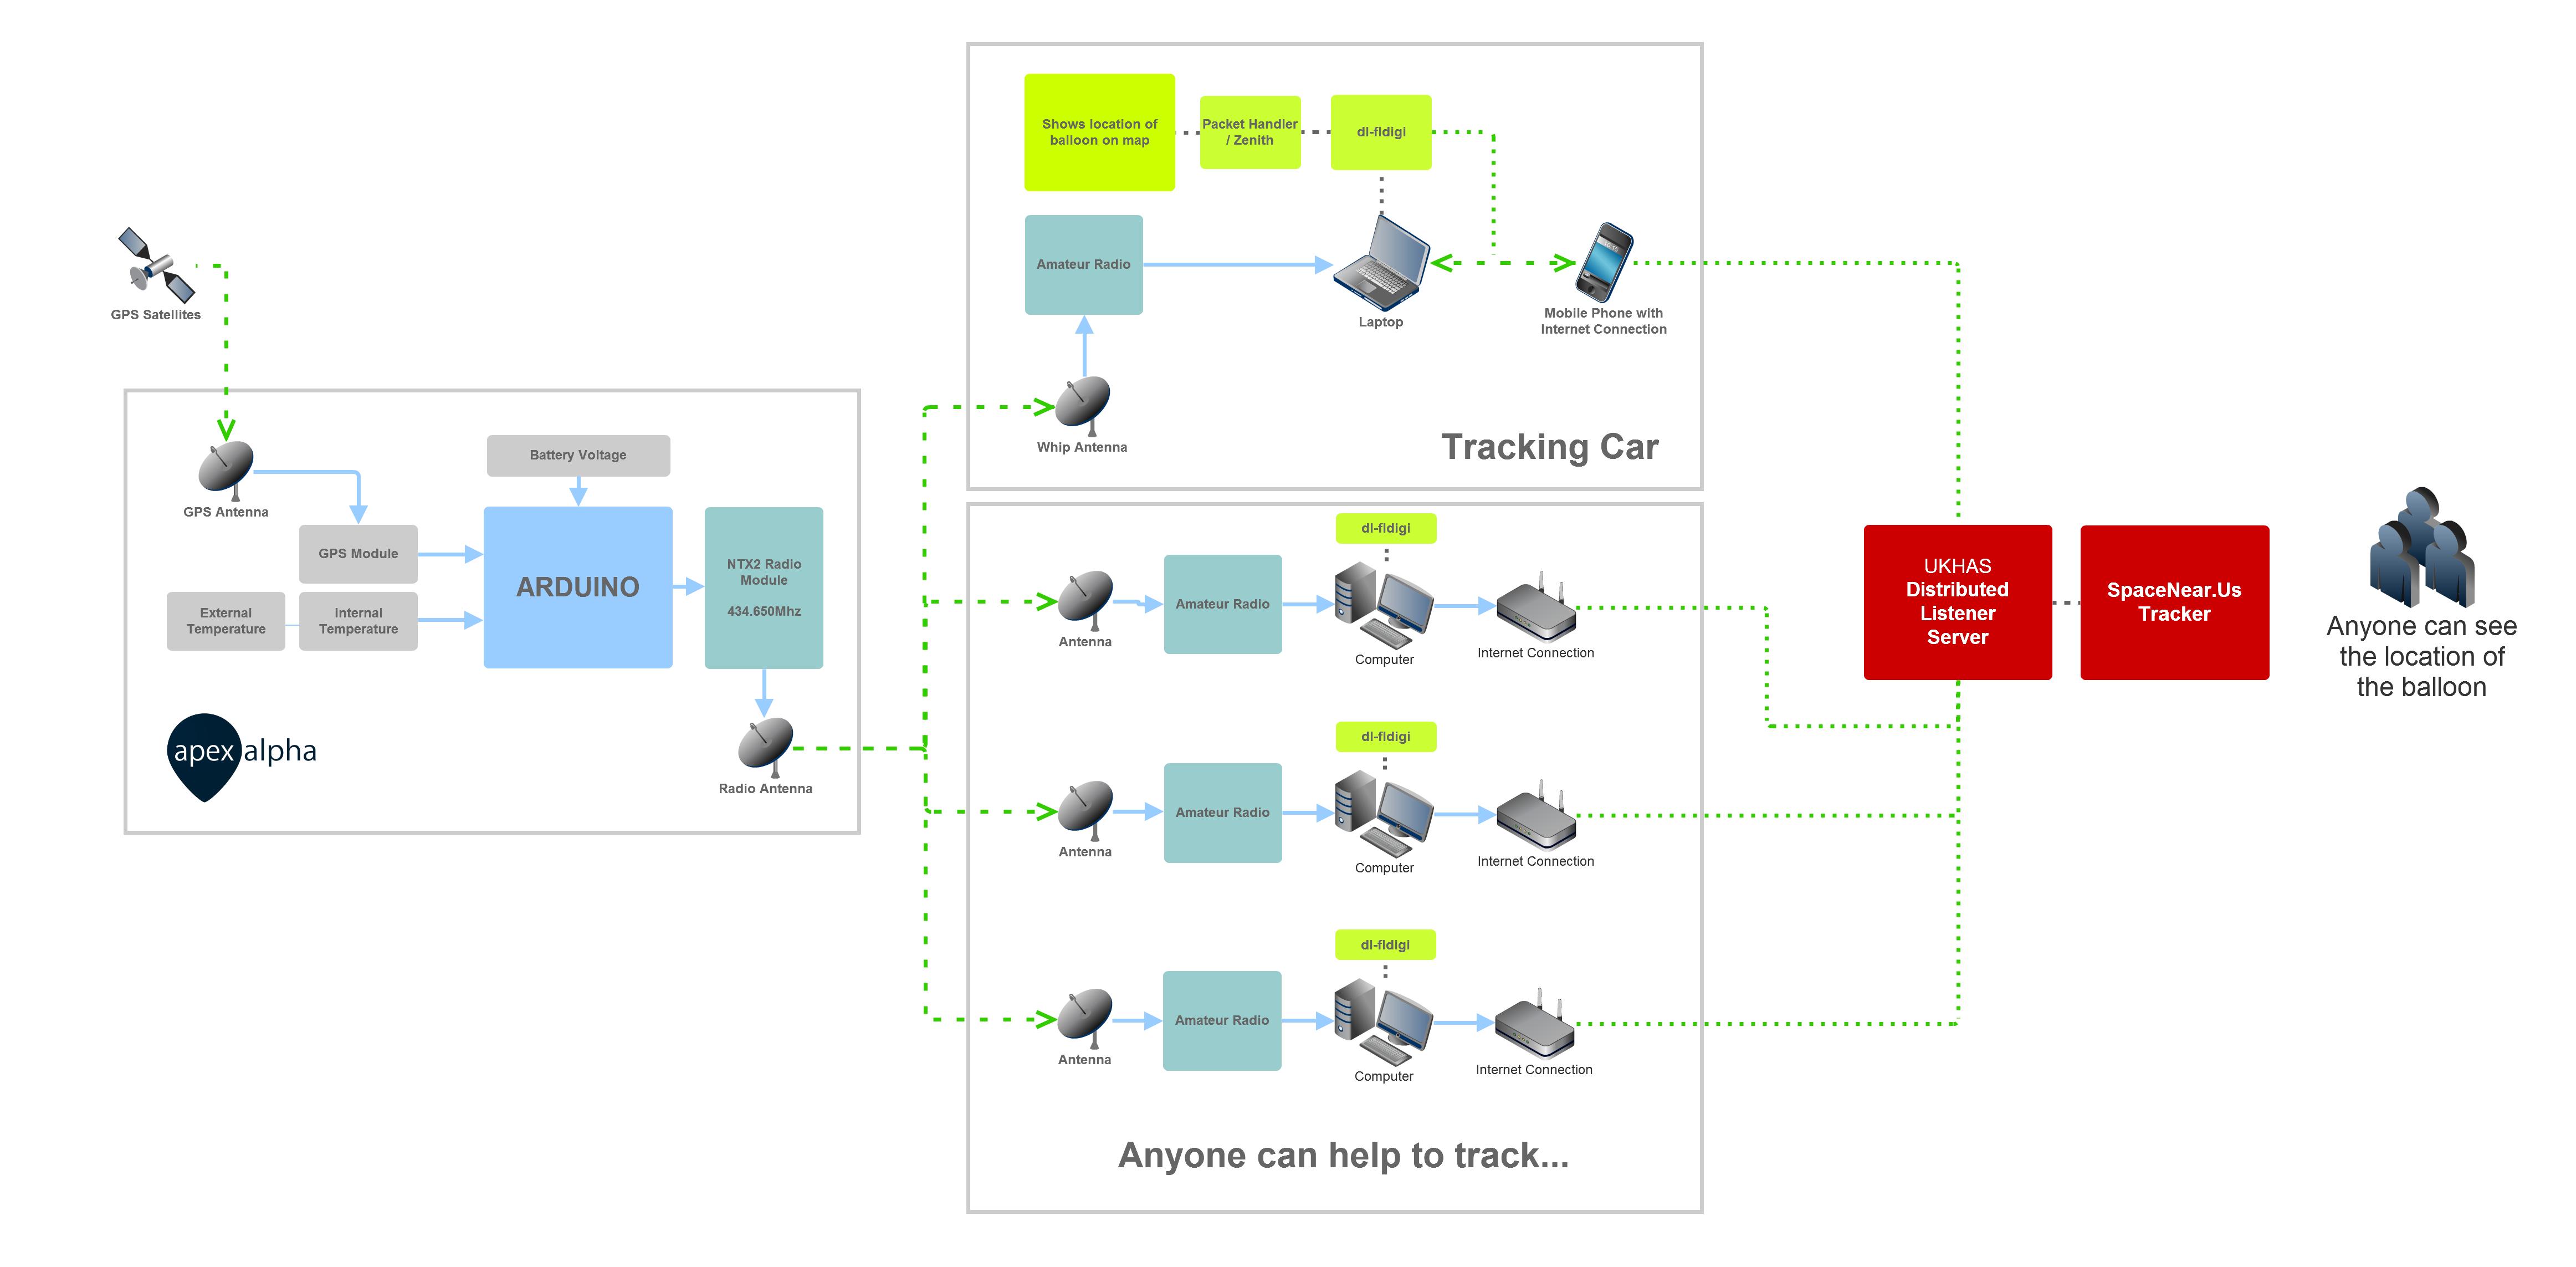 GPS Satellites
GPS Antenna
Battery Voltage
GPS Module
External
Temperature
Internal
Temperature
ARDUINO
NTX2 Radio
Module
434.650Mhz
Radio Antenna
apexalpha
Shows location of
balloon on map
Packet Handler
/ Zenith
dl-fldigi
Amateur Radio
Laptop
Mobile Phone with
Internet Connection
Whip Antenna
Tracking Car
dl-fldigi
Antenna
Amateur Radio
Computer
Internet Connection
dl-fldigi
Antenna
Amateur Radio
Computer
Internet Connection
dl-fldigi
Antenna
Amateur Radio
Computer
Internet Connection
Anyone can help to track...
UKHAS
Distributed
Listener
Server
SpaceNear.Us
Tracker
Anyone can see
the location of
the balloon